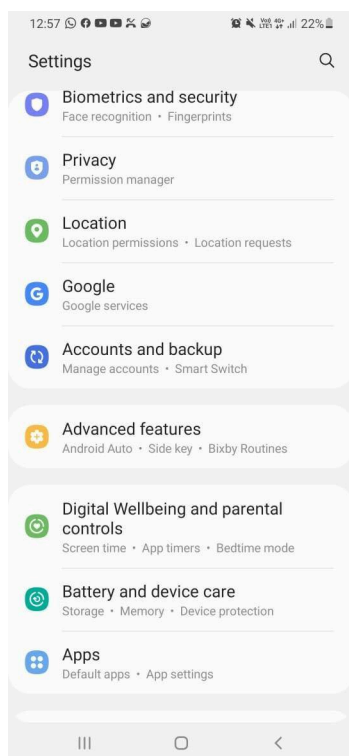 12:57 22%
Settings
Biometrics and security
Face recognition • Fingerprints
Privacy
Permission manager
Location
Location permissions • Location requests
Google
Google services
Accounts and backup
Manage accounts • Smart Switch
Advanced features
Android Auto • Side key • Bixby Routines
Digital Wellbeing and parental
controls
Screen time • App timers • Bedtime mode
Battery and device care
Storage • Memory • Device protection
Apps
Default apps • App settings